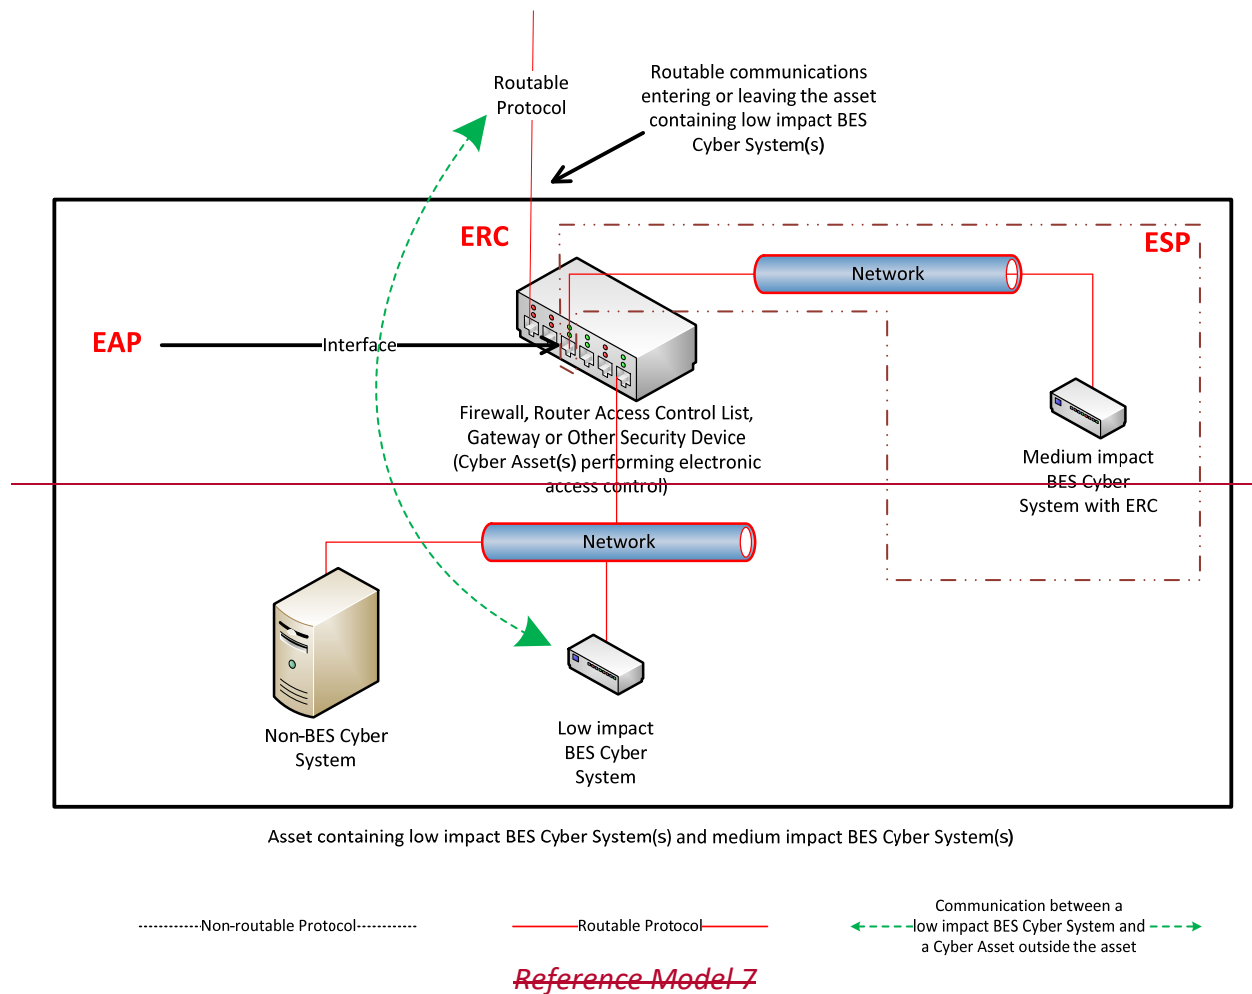 Routable
Protocol
Routable communications
entering or leaving the asset
containing low impact BES
Cyber System(s)
ERC
ESP
Network
EAP
Interface
Firewall, Router Access Control List,
Gateway or Other Security Device
(Cyber Asset(s) performing electronic
access control)
Medium impact
BES Cyber
System with ERC
Network
Non-BES Cyber
System
Low impact
BES Cyber
System
Asset containing low impact BES Cyber System(s) and medium impact BES Cyber System(s)
Non-routable Protocol
Routable Protocol
Communication between a
low impact BES Cyber System and
a Cyber Asset outside the asset
Reference Model 7